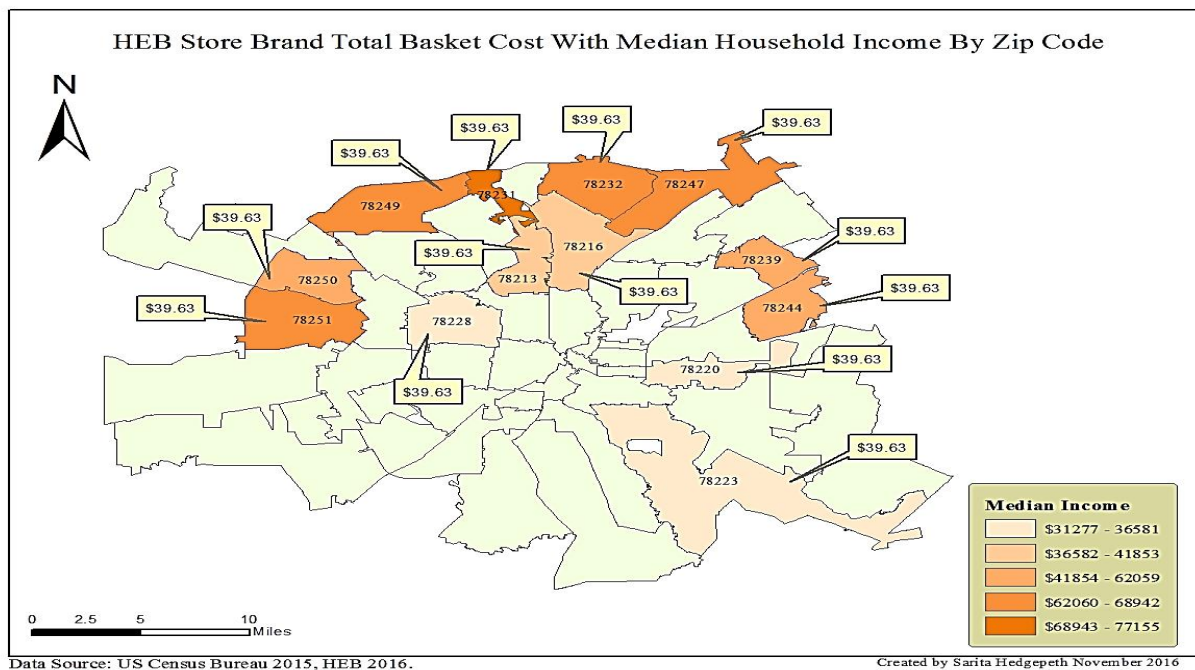 HEB Store Brand Total Basket Cost With Median Household Income By Zip Code
N
$39.63
$39.63
$39.63
$39.63
78231
78232
78247
78249
$39.63
$39.63
78216
$39.63
78239
78250
78213
$39.63
$39.63
78244
$39.63
78251
78228
$39.63
78220
$39.63
$39.63
78223
Median Income
$31277 - 36581
$36582 - 41853
$41854 - 62059
$62060 - 68942
$68943 - 77155
0 2.5 5 10
Miles
Data Source: US Census Bureau 2015, HEB 2016.
Created by Sarita Hedgepeth November 2016